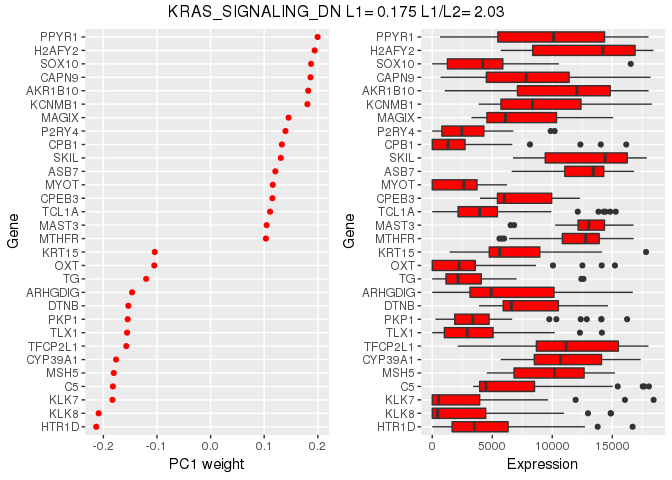 KRAS_SIGNALING_DN L1= 0.175 L1/L2= 2.03
Gene
PPYR1
H2AFY2
SOX10
CAPN9
AKR1B10
KCNMB1
MAGIX
P2RY4
CPB1
SKIL
ASB7
MYOT
CPEB3
TCL1A
MAST3
MTHFR
KRT15
OXT
TG
ARHGDIG
DTNB
PKP1
TLX1
TFCP2L1
CYP39A1
MSH5
C5
KLK7
KLK8
HTR1D
-0.2 -0.1 0.0 0.1 0.2
PC1 weight
Gene
PPYR1
H2AFY2
SOX10
CAPN9
AKR1B10
KCNMB1
MAGIX
P2RY4
CPB1
SKIL
ASB7
MYOT
CPEB3
TCL1A
MAST3
MTHFR
KRT15
OXT
TG
ARHGDIG
DTNB
PKP1
TLX1
TFCP2L1
CYP39A1
MSH5
C5
KLK7
KLK8
HTR1D
0 5000 10000 15000
Expression